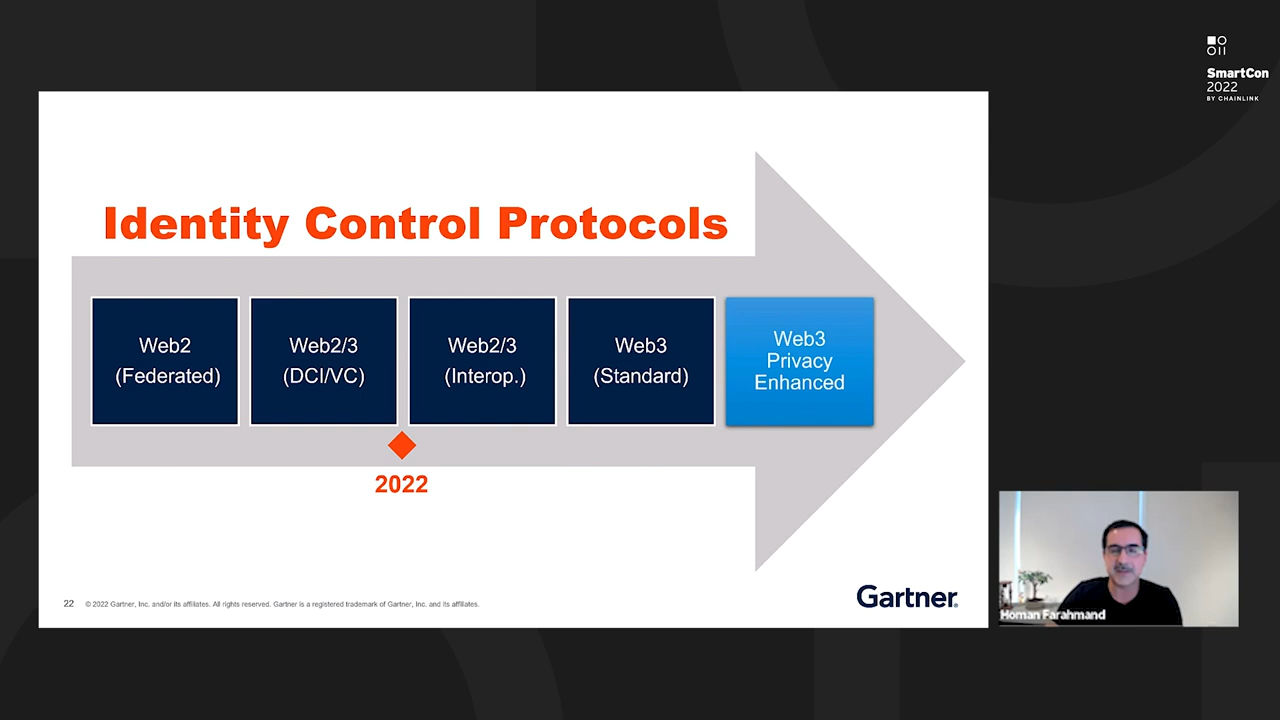 SmartCon
2022
BY CHAINLINK
Identity Control Protocols
Web2
(Federated)
Web2/3
(DCI/VC)
Web2/3
(Interop.)
Web3
(Standard)
Web3
Privacy
Enhanced
2022
22 © 2022 Gartner, Inc. and/or its affiliates. All rights reserved. Gartner is a registered trademark of Gartner, Inc. and its affiliates.
Gartner®
Homan Farahmand